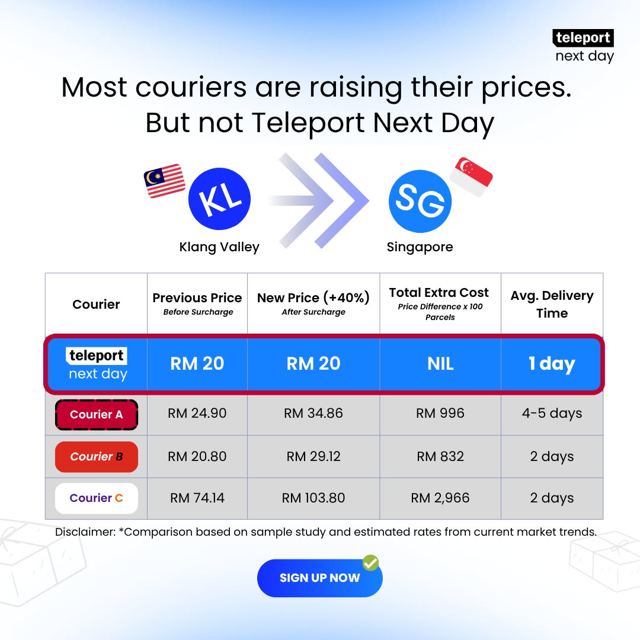 teleport
next day
Most couriers are raising their prices.
But not Teleport Next Day
KL
SG
Klang Valley
Singapore
Courier
Previous Price
Before Surcharge
New Price (+40%)
After Surcharge
Total Extra Cost
Price Difference x 100
Parcels
Avg. Delivery
Time
teleport
next day
RM 20
RM 20
NIL
1 day
Courier A
RM 24.90
RM 34.86
RM 996
4-5 days
Courier B
RM 20.80
RM 29.12
RM 832
2 days
Courier C
RM 74.14
RM 103.80
RM 2,966
2 days
Disclaimer: *Comparison based on sample study and estimated rates from current market trends.
SIGN UP NOW